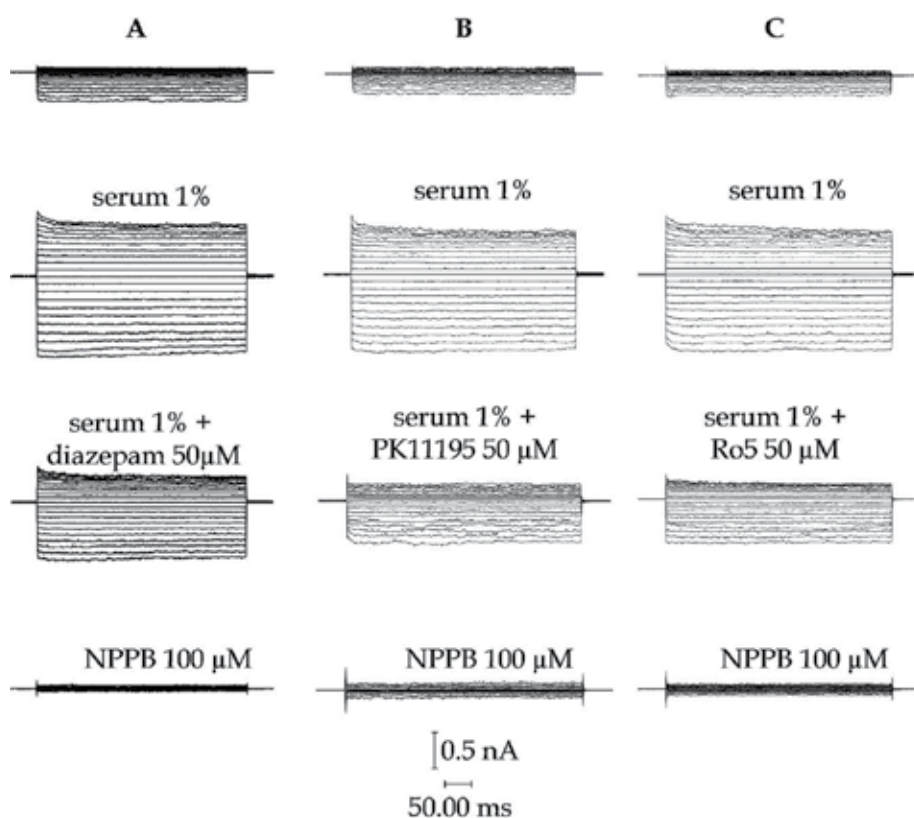 A B C
serum 1% serum 1% serum 1%
serum 1% + serum 1% + serum 1% +
diazepam 50μM PK11195 50 μM Ro5 50 μM
NPPB 100 μM NPPB 100 μM NPPB 100 μM
0.5 nA
50.00 ms